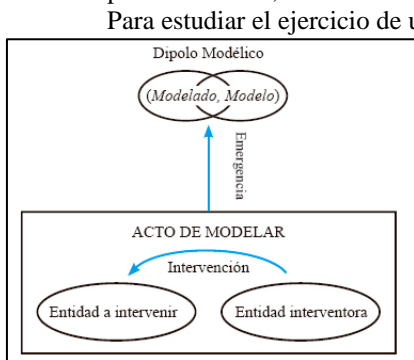 Para estudiar el ejercicio de
Dipolo Modélico
(Modelado, Modelo)
Emergencia
ACTO DE MODELAR
Intervención
Entidad a intervenir
Entidad interventora